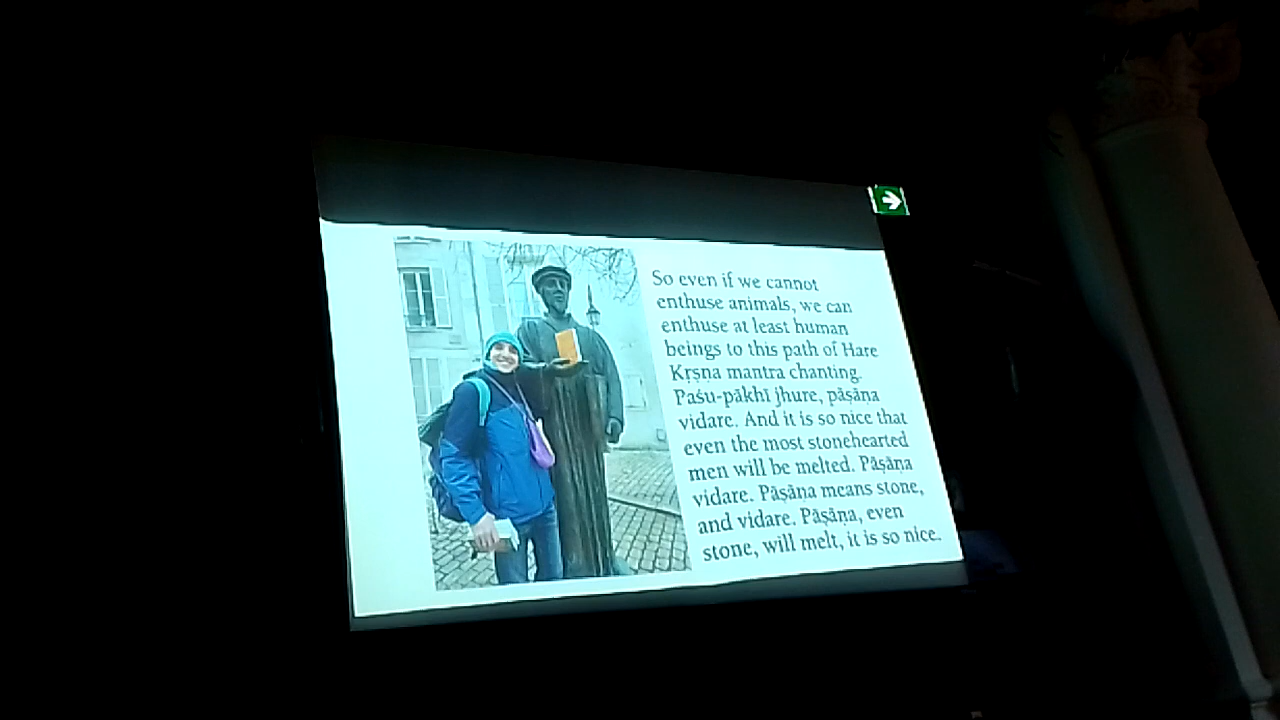 So even if we cannot
enthuse animals, we can
enthuse at least human
beings to this path of Hare
Kṛṣṇa mantra chanting.
Paśu-pākhī jhure, pāṣāṇa
vidare. And it is so nice that
even the most stonehearted
men will be melted. Pāṣāṇa
vidare. Pāṣāṇa means stone,
and vidare. Pāṣāṇa, even
stone, will melt, it is so nice.